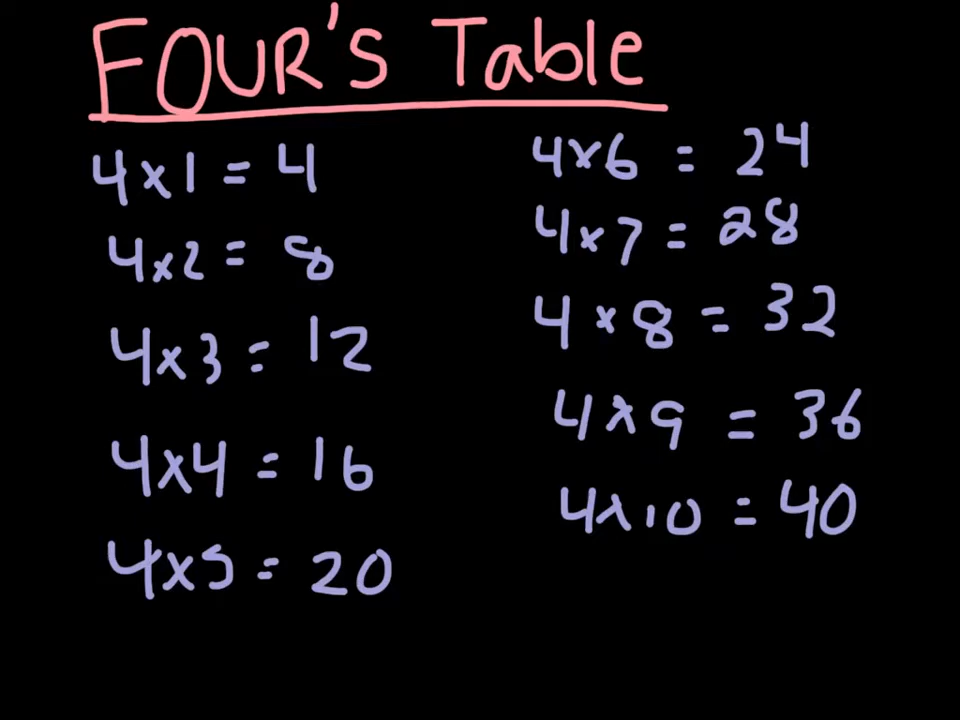 FOUR's Table
4x1 = 4
4x2 = 8
4x3 = 12
4x4 = 16
4x5 = 20
4x6 = 24
4x7 = 28
4x8 = 32
4x9 = 36
4x10 = 40